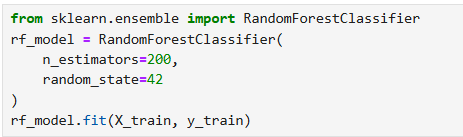 from sklearn.ensemble import RandomForestClassifier
rf_model = RandomForestClassifier(
    n_estimators=200,
    random_state=42
)
rf_model.fit(X_train, y_train)